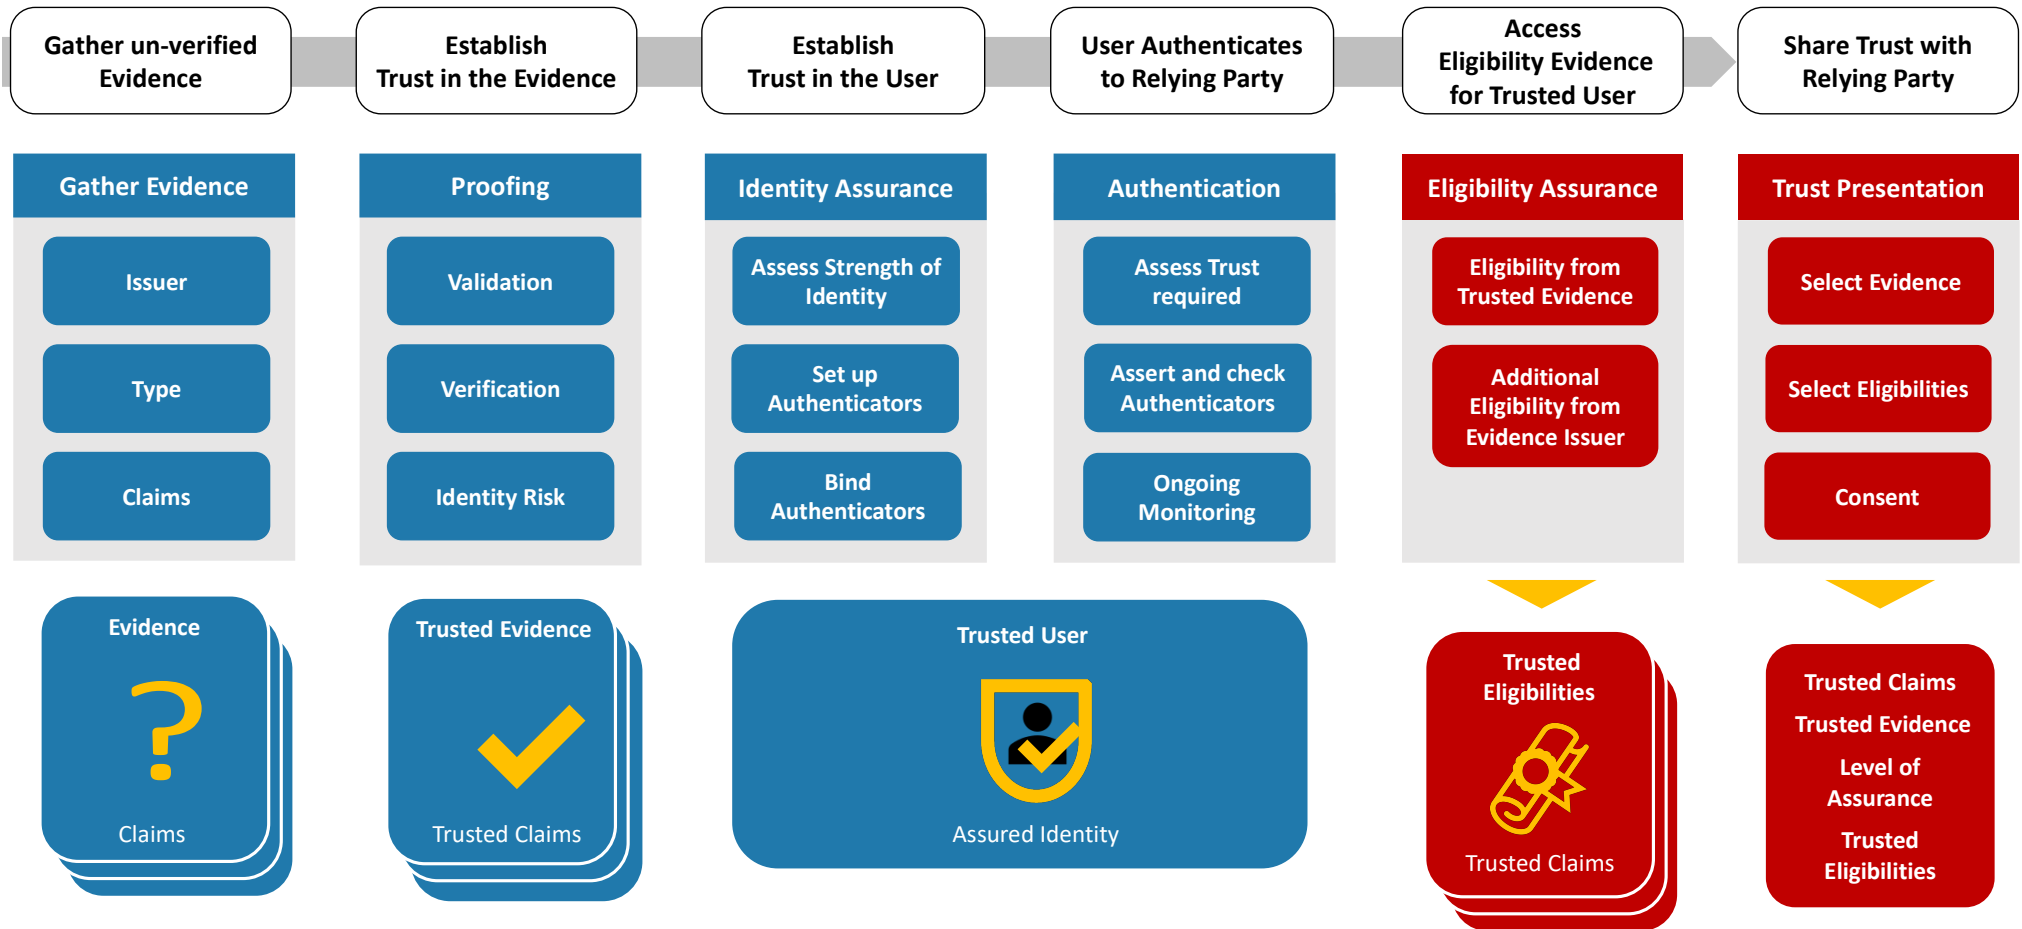 Gather un-verified
Evidence
Establish
Trust in the Evidence
Establish
Trust in the User
User Authenticates
to Relying Party
Access
Eligibility Evidence
for Trusted User
Share Trust with
Relying Party
Gather Evidence
Issuer
Type
Claims
Proofing
Validation
Verification
Identity Risk
Identity Assurance
Assess Strength of
Identity
Set up
Authenticators
Bind
Authenticators
Authentication
Assess Trust
required
Assert and check
Authenticators
Ongoing
Monitoring
Eligibility Assurance
Eligibility from
Trusted Evidence
Additional
Eligibility from
Evidence Issuer
Trust Presentation
Select Evidence
Select Eligibilities
Consent
Evidence
?
Claims
Trusted Evidence
Trusted Claims
Trusted User
Assured Identity
Trusted
Eligibilities
Trusted Claims
Trusted Claims
Trusted Evidence
Level of
Assurance
Trusted
Eligibilities